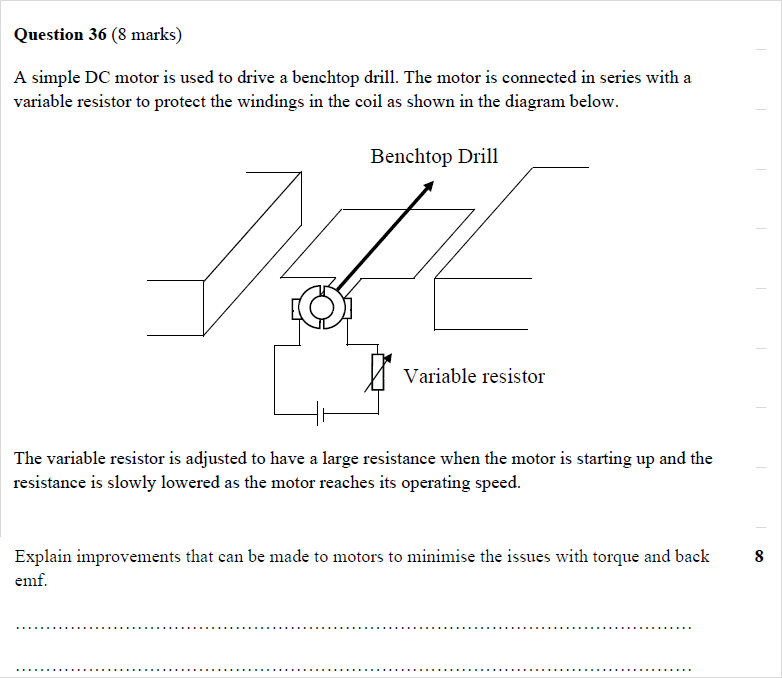 Question 36 (8 marks)
A simple DC motor is used to drive a benchtop drill. The motor is connected in series with a
variable resistor to protect the windings in the coil as shown in the diagram below.
Benchtop Drill
Variable resistor
The variable resistor is adjusted to have a large resistance when the motor is starting up and the
resistance is slowly lowered as the motor reaches its operating speed.
Explain improvements that can be made to motors to minimise the issues with torque and back 8
emf.